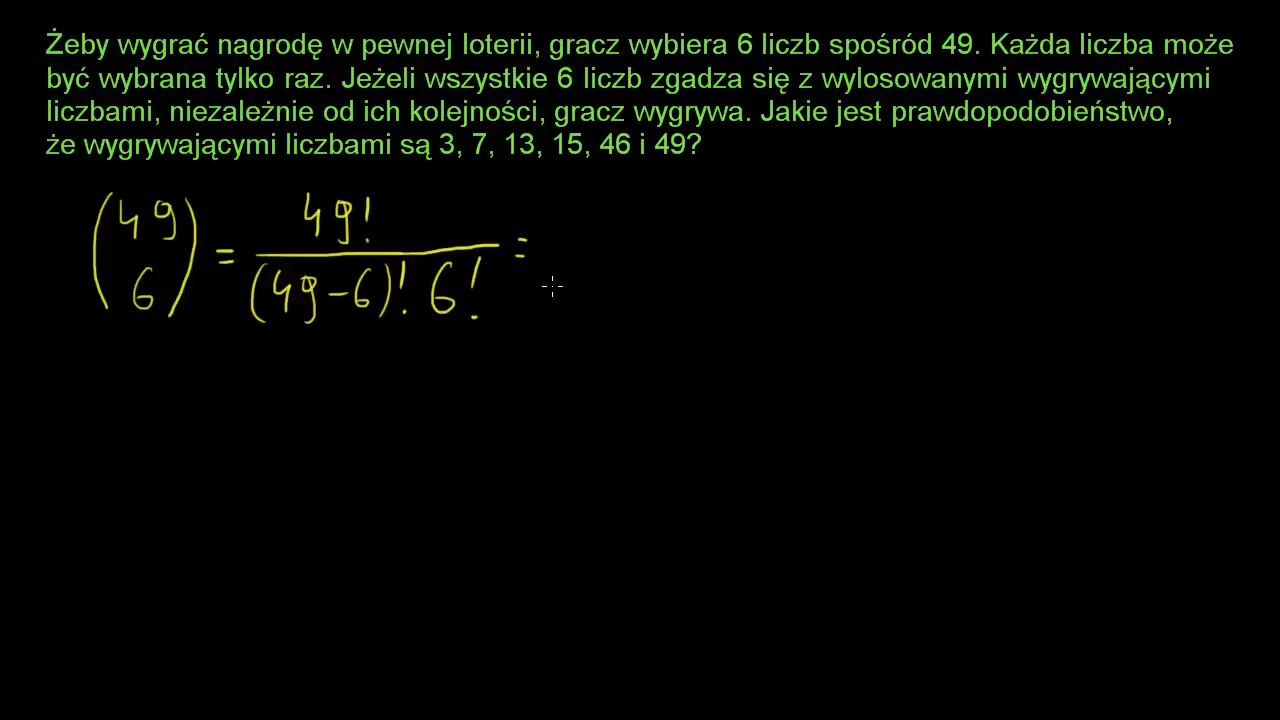 Żeby wygrać nagrodę w pewnej loterii, gracz wybiera 6 liczb spośród 49. Każda liczba może
być wybrana tylko raz. Jeżeli wszystkie 6 liczb zgadza się z wylosowanymi wygrywającymi
liczbami, niezależnie od ich kolejności, gracz wygrywa. Jakie jest prawdopodobieństwo,
że wygrywającymi liczbami są 3, 7, 13, 15, 46 i 49?
(49
6) = 49! / (49-6)! 6! =